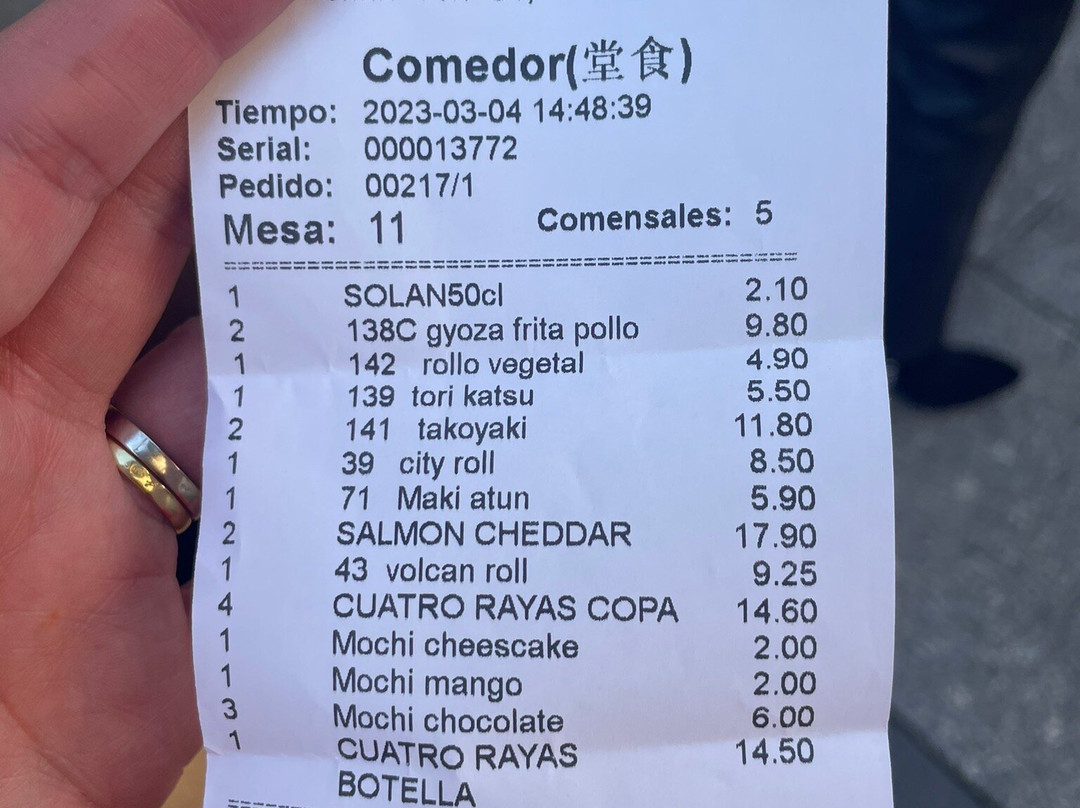 Comedor(堂食)
Tiempo: 2023-03-04 14:48:39
Serial: 000013772
Pedido: 00217/1
Mesa: 11 Comensales: 5
1 SOLAN50cl 2.10
2 138C gyoza frita pollo 9.80
1 142 rollo vegetal 4.90
1 139 tori katsu 5.50
2 141 takoyaki 11.80
1 39 city roll 8.50
1 71 Maki atun 5.90
2 SALMON CHEDDAR 17.90
1 43 volcan roll 9.25
4 CUATRO RAYAS COPA 14.60
1 Mochi cheescake 2.00
1 Mochi mango 2.00
3 Mochi chocolate 6.00
1 CUATRO RAYAS 14.50
BOTELLA